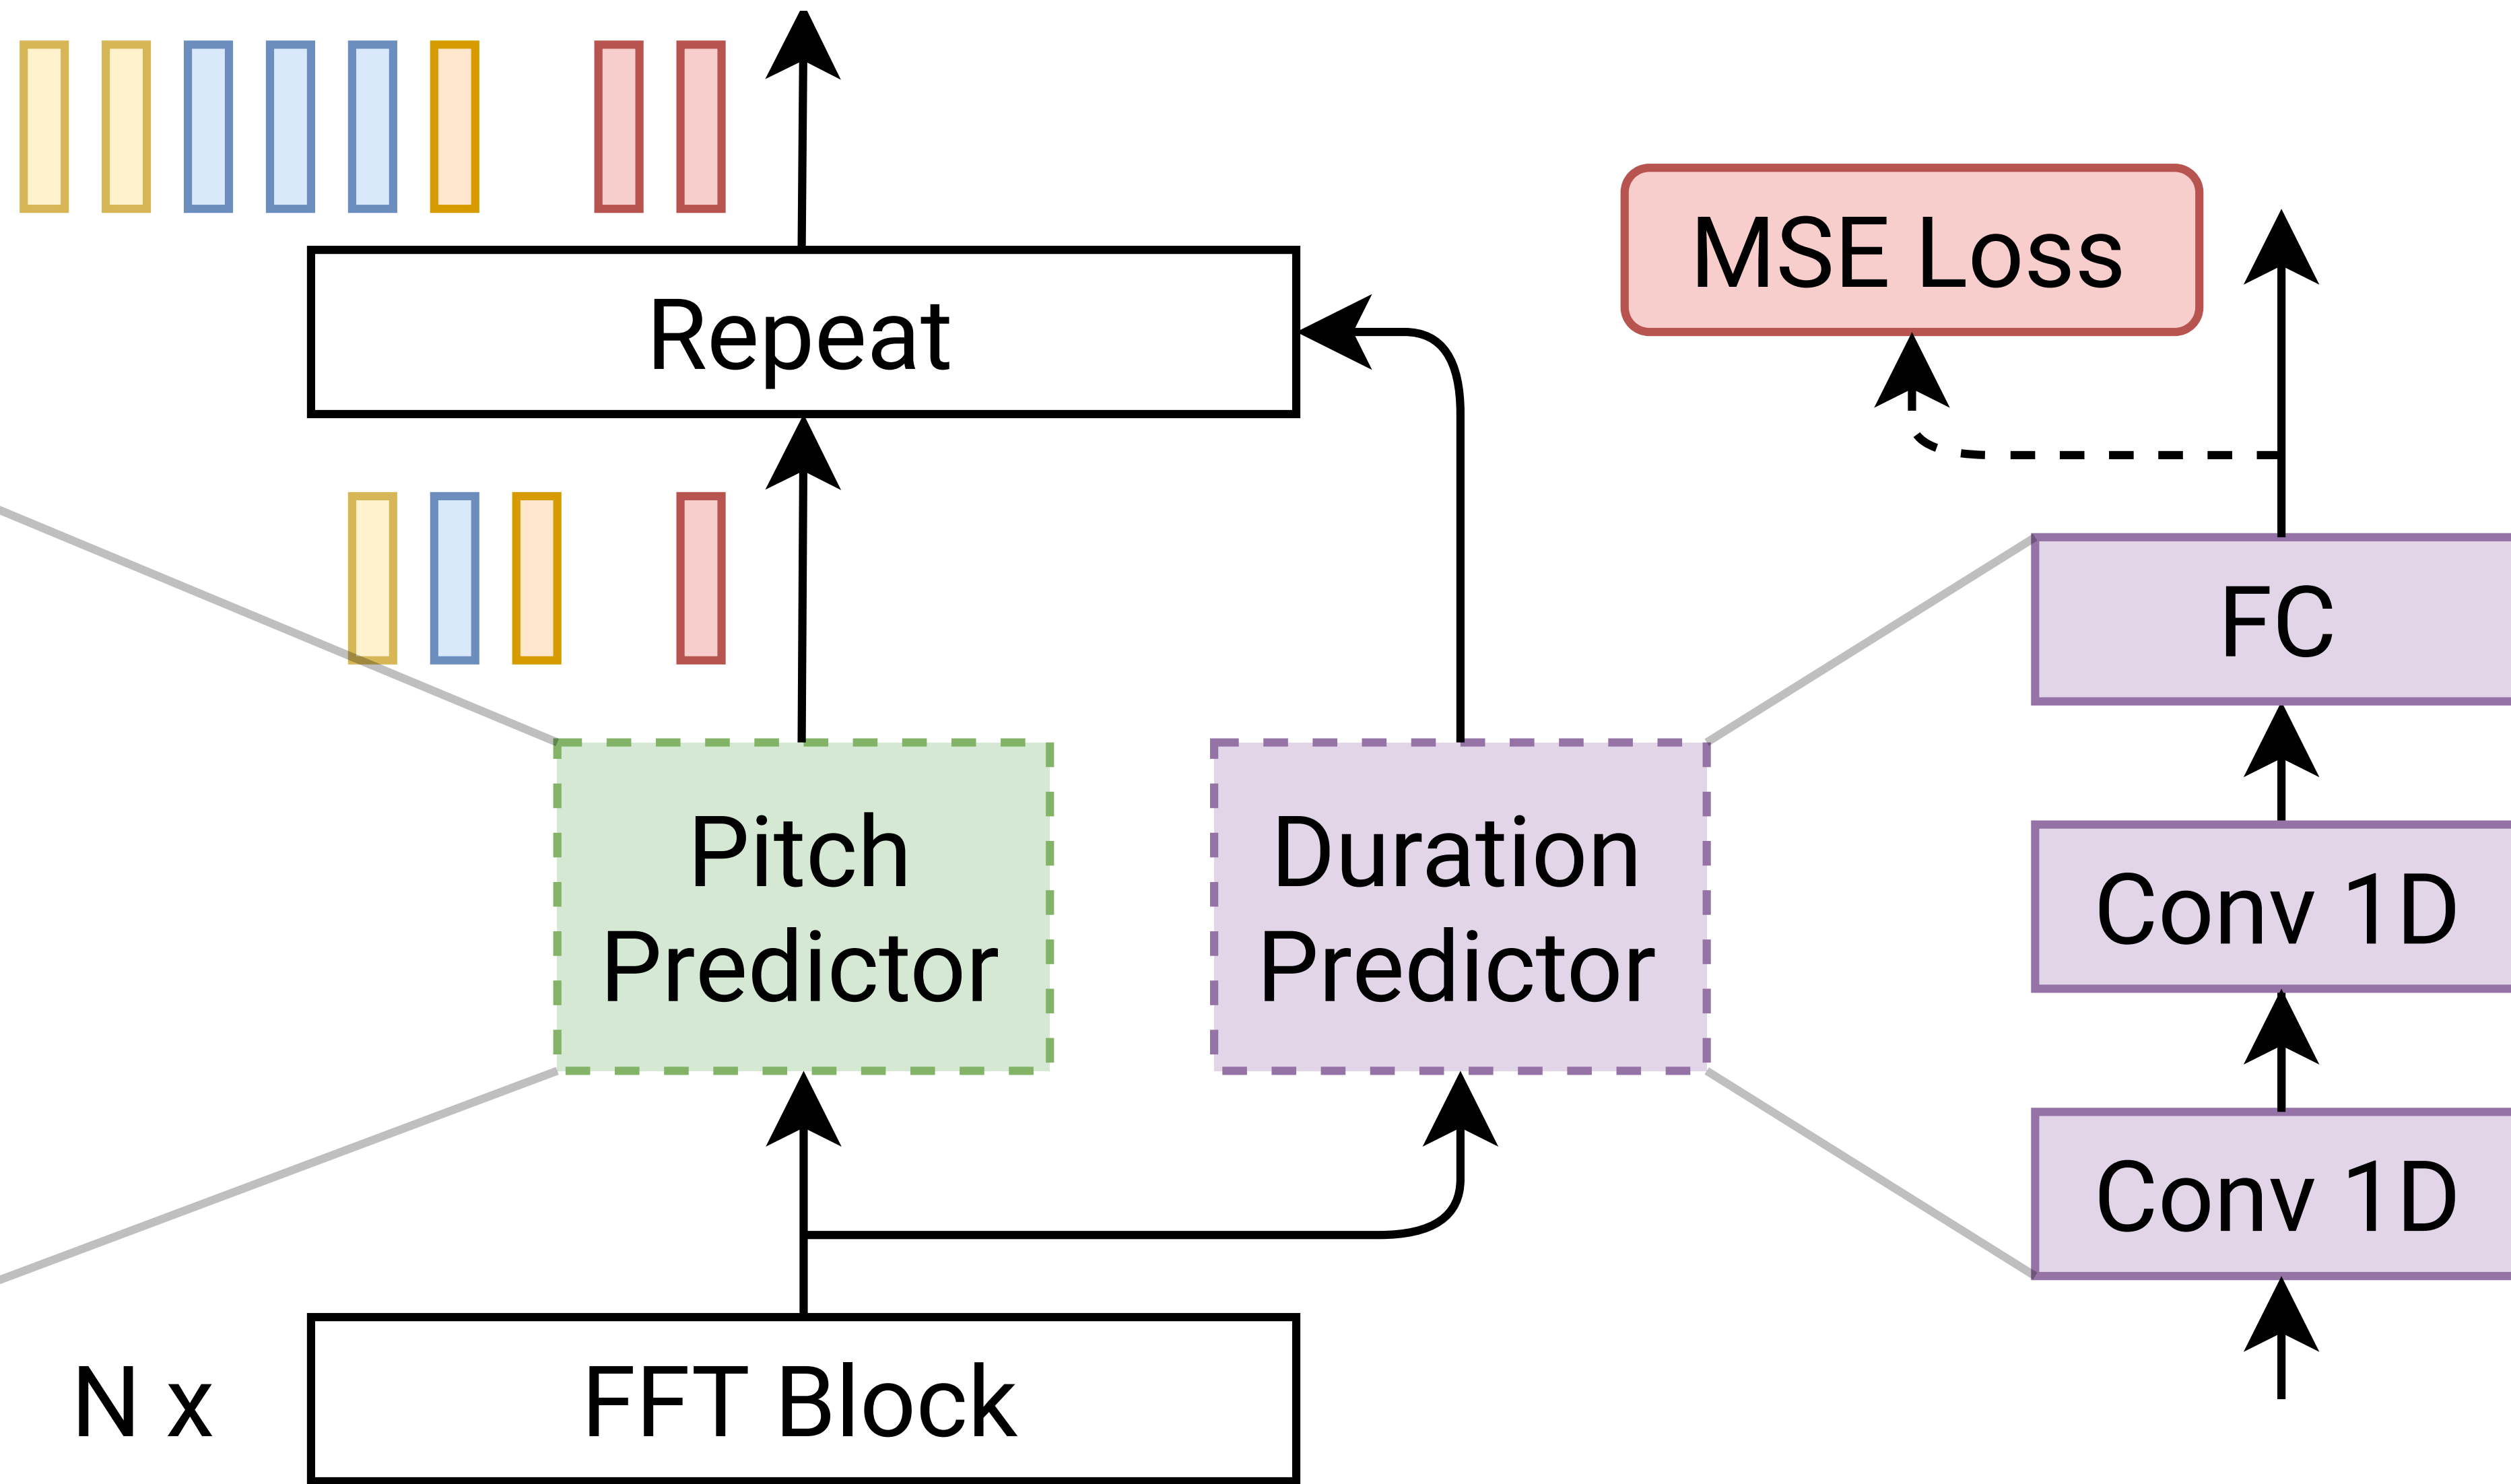 MSE Loss
Repeat
FC
Pitch
Predictor
Duration
Predictor
Conv 1D
Conv 1D
N x
FFT Block